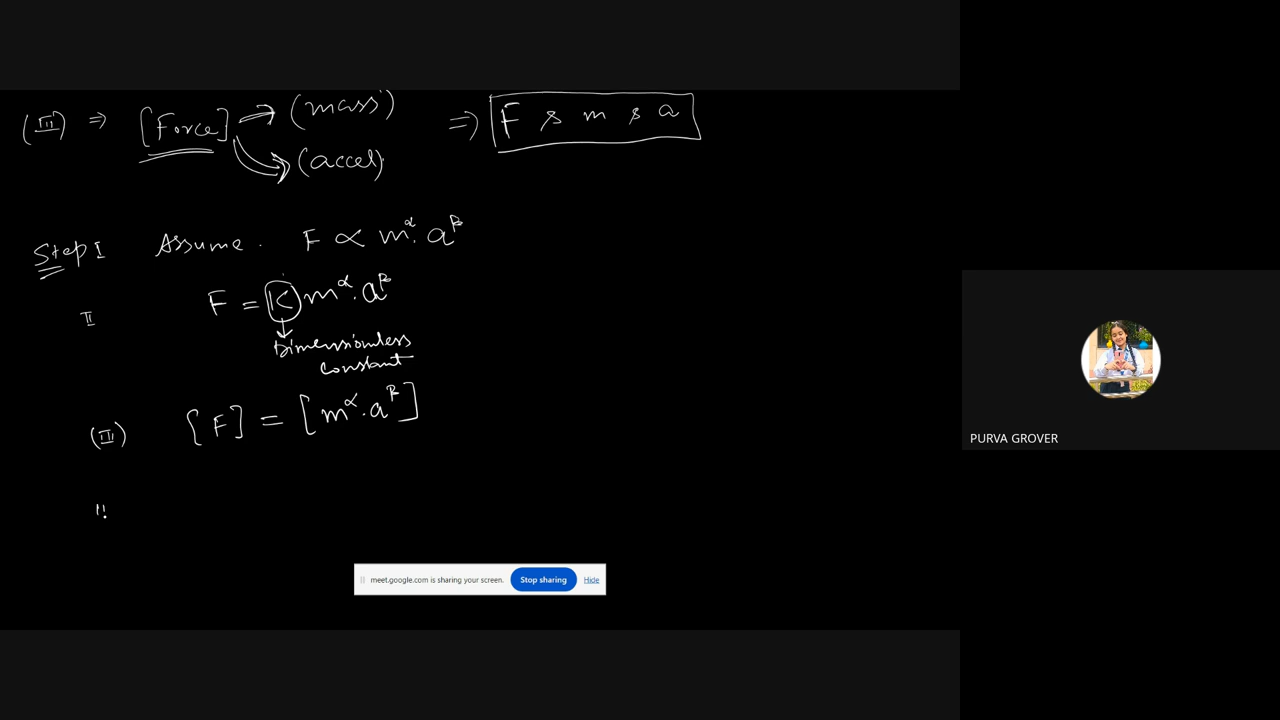 (III) ⇒ [Force] → (mass) ⇒ F , m , a
(accel)
Step I Assume. F ∝ m^α. a^β
II F = K m^α. a^β
Dimensionless
constant
(III) [F] = [m^α. a^β]
meet.google.com is sharing your screen. Stop sharing Hide
PURVA GROVER